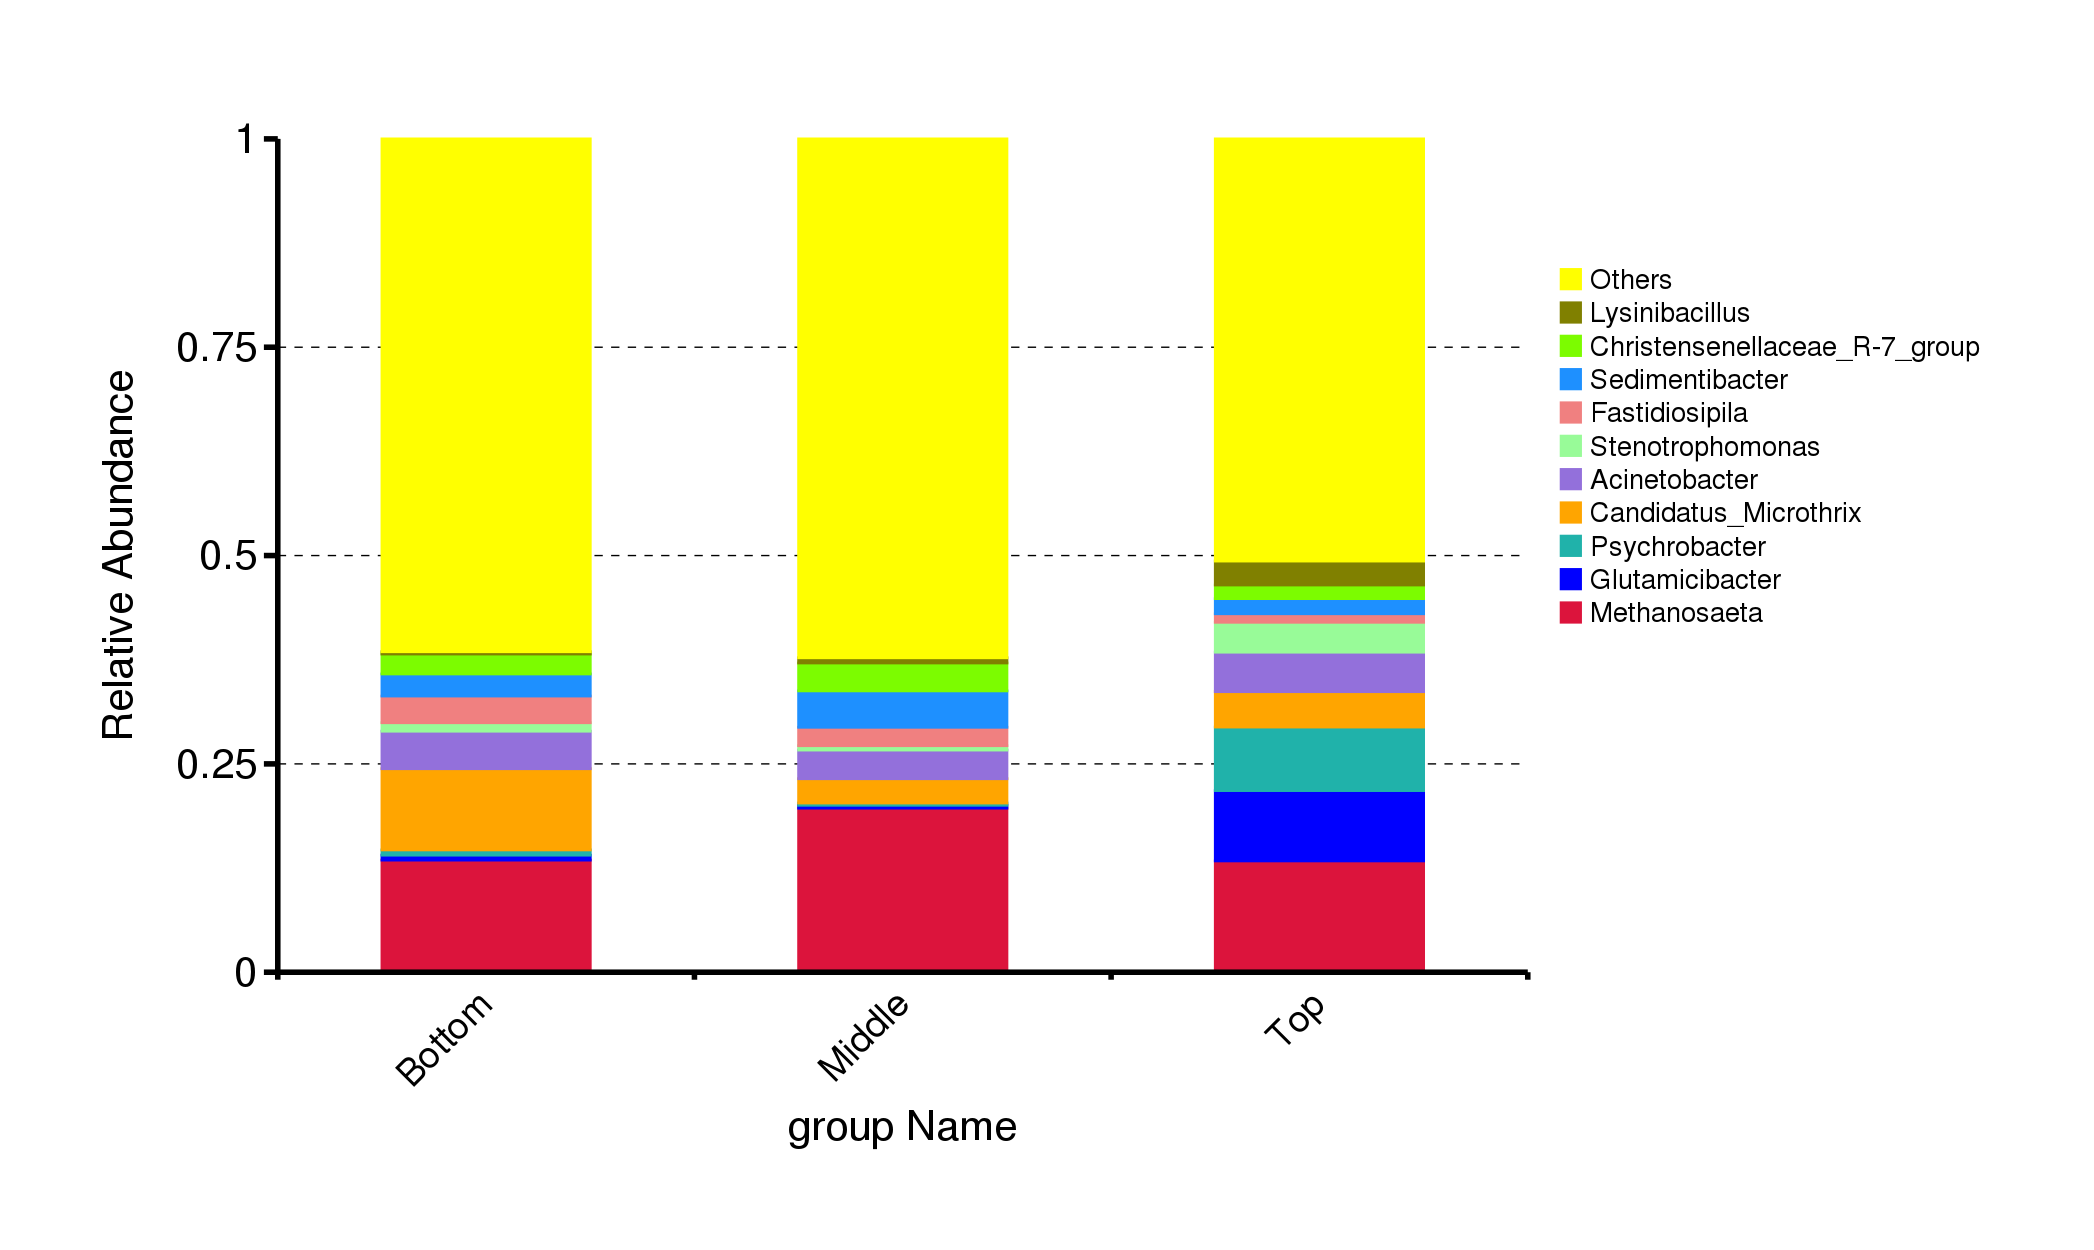 1
0.75
0.5
0.25
0
Relative Abundance
Bottom
Middle
Top
group Name
Others
Lysinibacillus
Christensenellaceae_R-7_group
Sedimentibacter
Fastidiosipila
Stenotrophomonas
Acinetobacter
Candidatus_Microthrix
Psychrobacter
Glutamicibacter
Methanosaeta